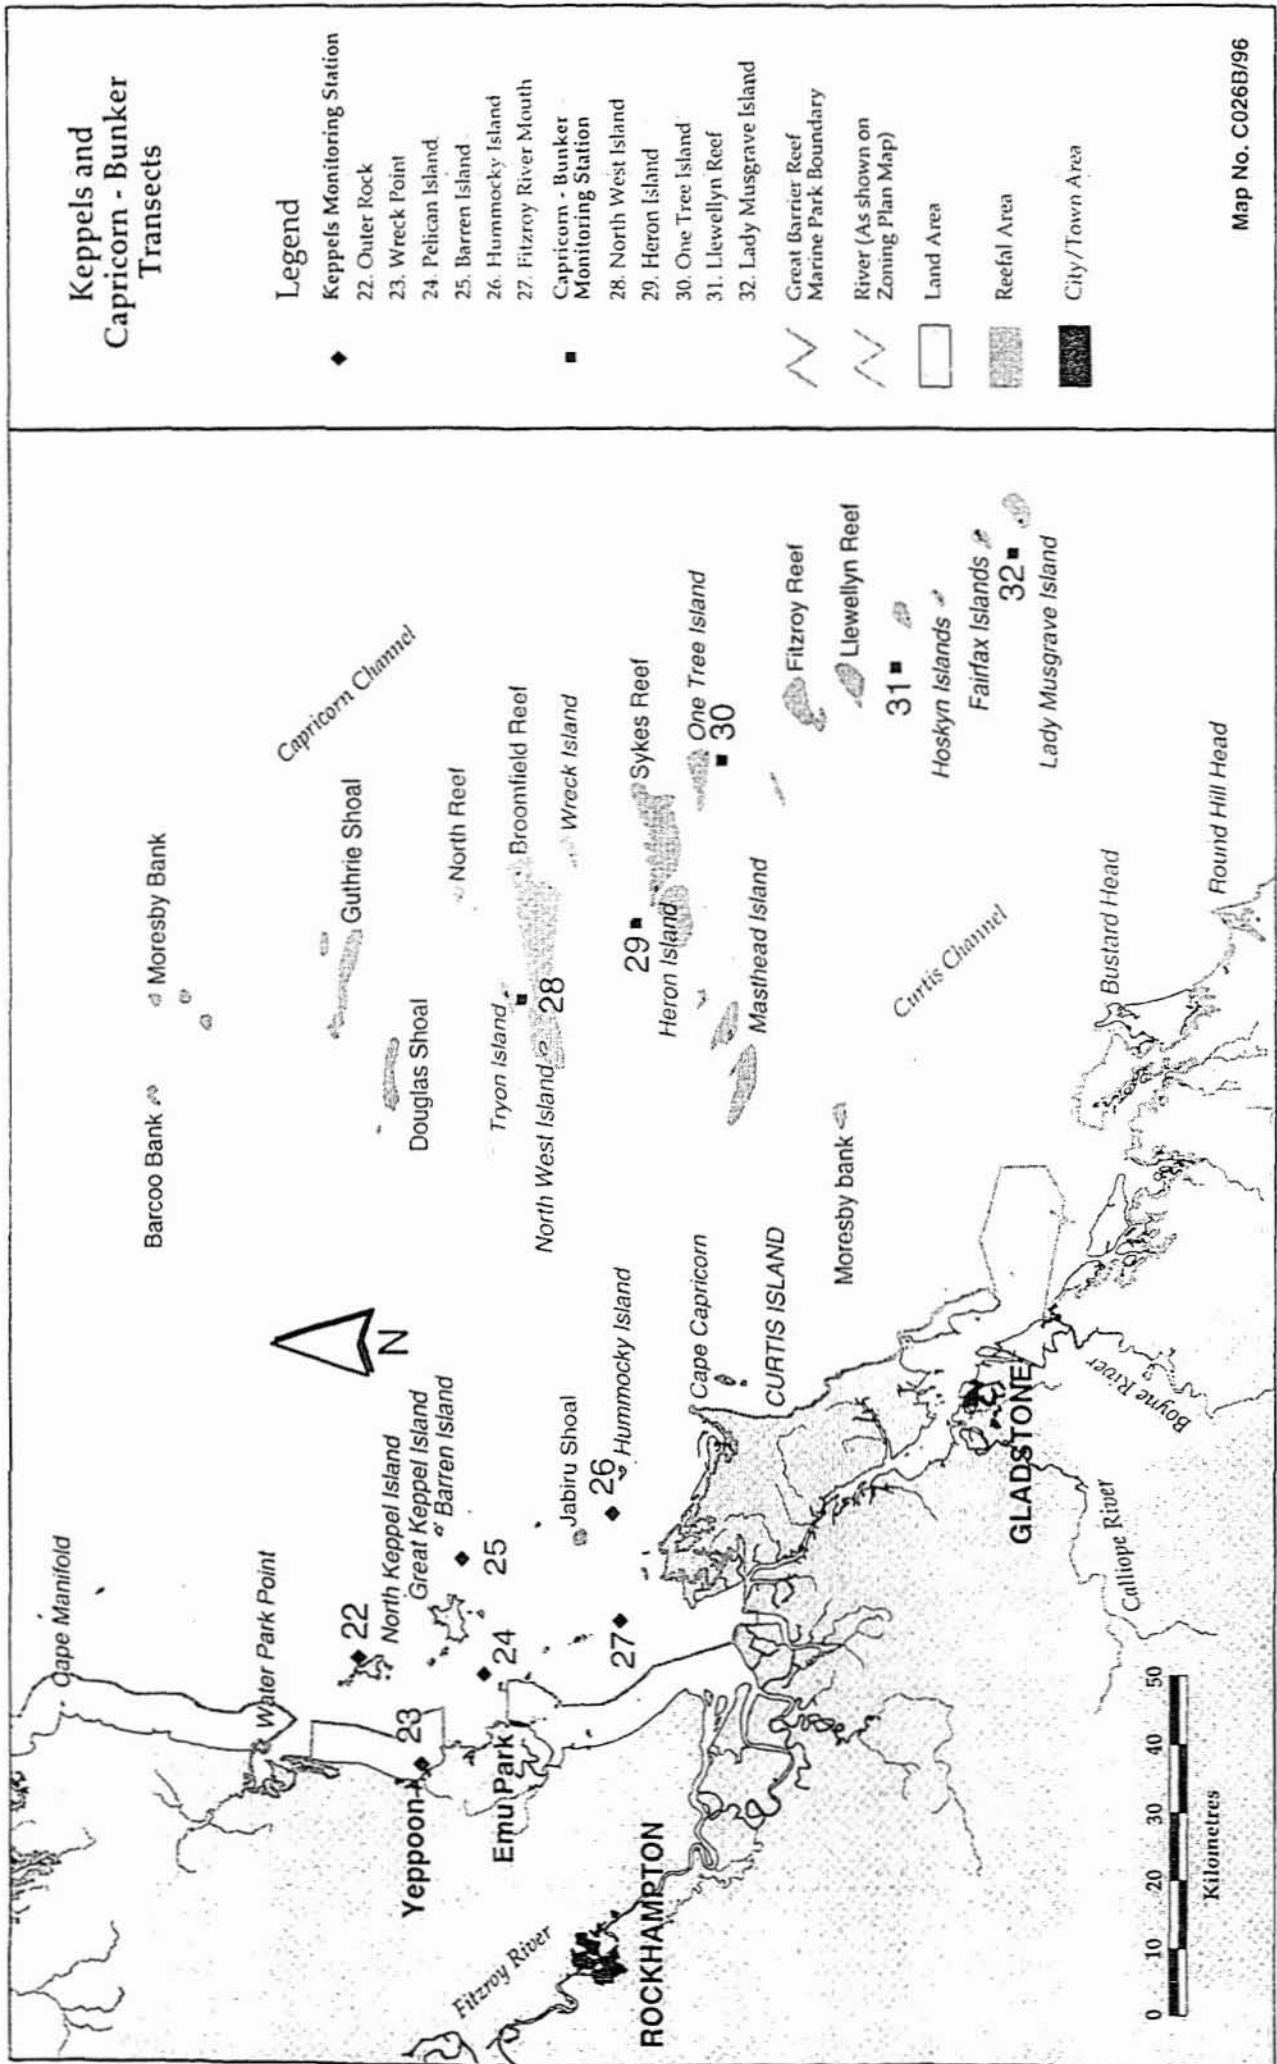 Keppels and
Capricorn - Bunker
Transects
Legend
Keppels Monitoring Station
22. Outer Rock
23. Wreck Point
24. Pelican Island
25. Barren Island
26. Hummocky Island
27. Fitzroy River Mouth
Capricorn - Bunker
Monitoring Station
28. North West Island
29. Heron Island
30. One Tree Island
31. Llewellyn Reef
32. Lady Musgrave Island
Great Barrier Reef
Marine Park Boundary
River (As shown on
Zoning Plan Map)
Land Area
Reefal Area
City/Town Area
Map No. C026B/96
Cape Manifold
Barcoo Bank
Moresby Bank
Water Park Point
N
Capricorn Channel
Guthrie Shoal
22
North Keppel Island
Great Keppel Island
Barren Island
Douglas Shoal
North Reef
Yeppoon
23
25
24
Emu Park
Tryon Island
Broomfield Reef
North West Island
28
Wreck Island
Jabiru Shoal
26
Hummocky Island
27
29
Sykes Reef
Heron Island
One Tree Island
30
Fitzroy River
ROCKHAMPTON
Cape Capricorn
CURTIS ISLAND
Masthead Island
Fitzroy Reef
Moresby bank
Llewellyn Reef
31
Hoskyn Islands
Curtis Channel
Fairfax Islands
32
Lady Musgrave Island
GLADSTONE
Boyne River
Calliope River
Bustard Head
Round Hill Head
0 10 20 30 40 50
Kilometres